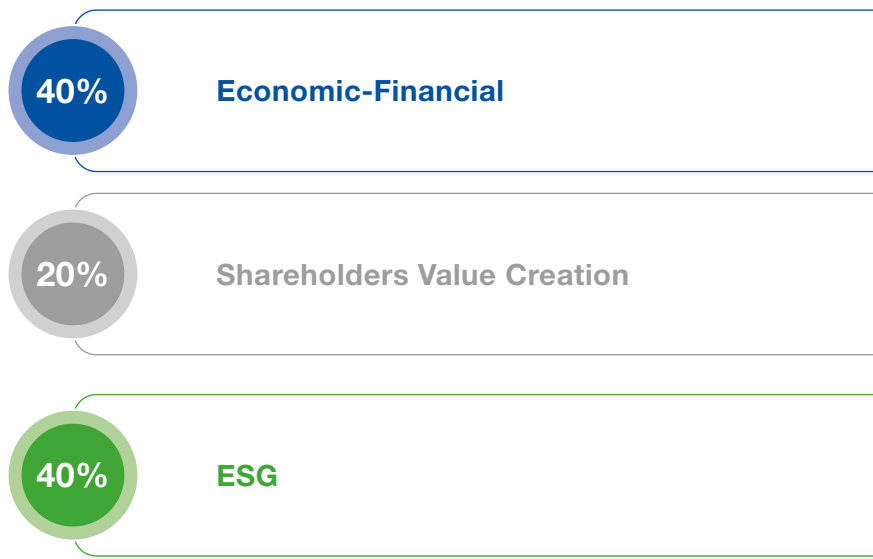 40%
Economic-Financial
20%
Shareholders Value Creation
40%
ESG